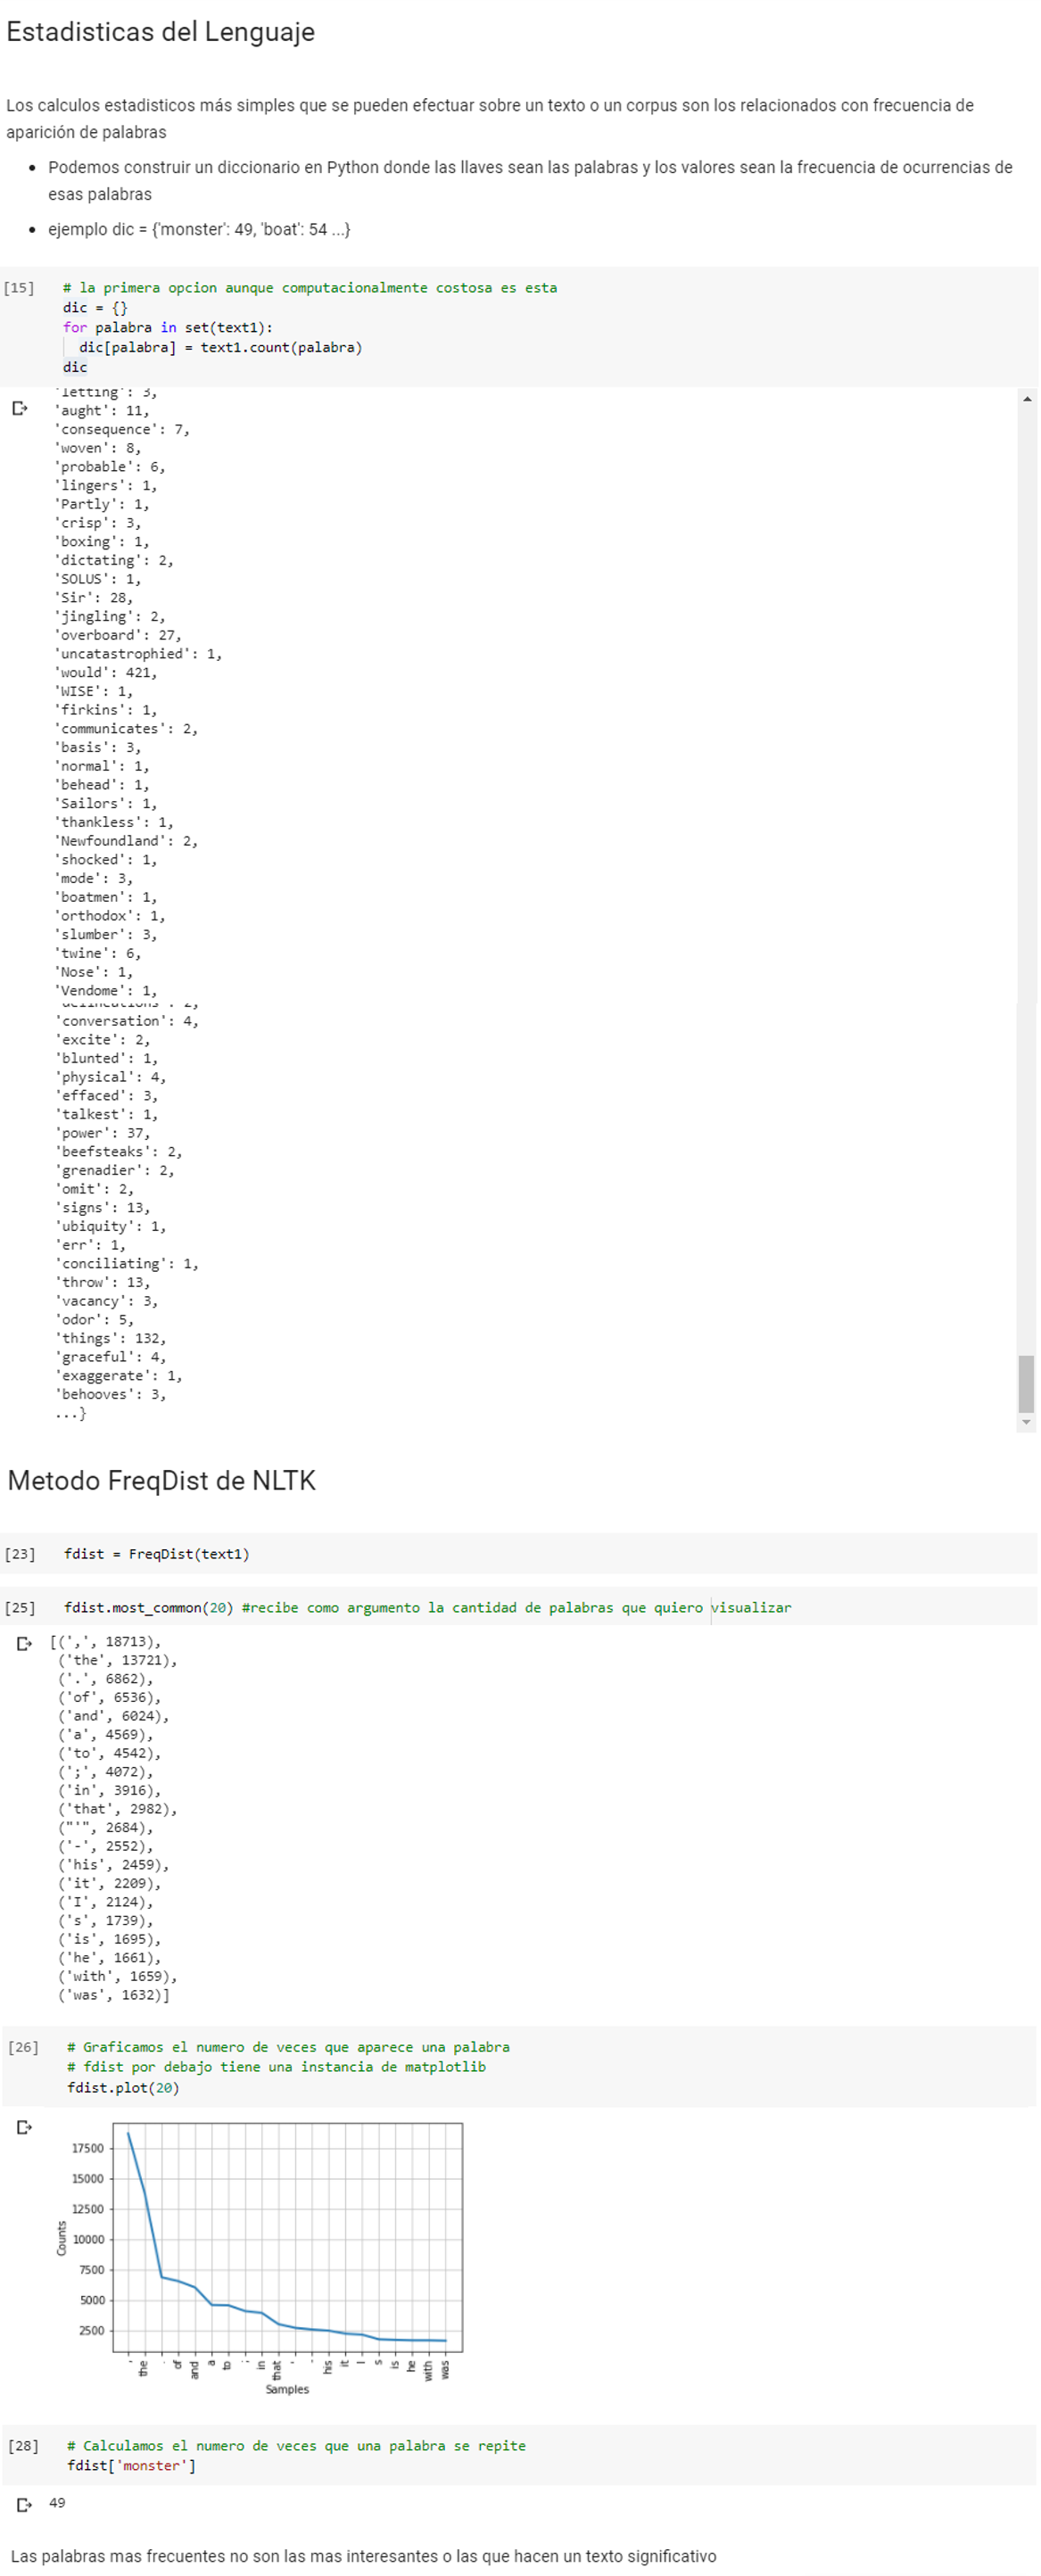 Estadisticas del Lenguaje
Los calculos estadisticos más simples que se pueden efectuar sobre un texto o un corpus son los relacionados con frecuencia de
aparición de palabras
• Podemos construir un diccionario en Python donde las llaves sean las palabras y los valores sean la frecuencia de ocurrencias de
esas palabras
• ejemplo dic = {'monster': 49, 'boat': 54 ...}
[15] # la primera opcion aunque computacionalmente costosa es esta
dic = {}
for palabra in set(text1):
dic[palabra] = text1.count(palabra)
dic
'letting': 3,
'aught': 11,
'consequence': 7,
'woven': 8,
'probable': 6,
'lingers': 1,
'Partly': 1,
'crisp': 3,
'boxing': 1,
'dictating': 2,
'SOLUS': 1,
'Sir': 28,
'jingling': 2,
'overboard': 27,
'uncatastrophied': 1,
'would': 421,
'WISE': 1,
'firkins': 1,
'communicates': 2,
'basis': 3,
'normal': 1,
'behead': 1,
'Sailors': 1,
'thankless': 1,
'Newfoundland': 2,
'shocked': 1,
'mode': 3,
'boatmen': 1,
'orthodox': 1,
'slumber': 3,
'twine': 6,
'Nose': 1,
'Vendome': 1,
'conversation': 4,
'excite': 2,
'blunted': 1,
'physical': 4,
'effaced': 3,
'talkest': 1,
'power': 37,
'beefsteaks': 2,
'grenadier': 2,
'omit': 2,
'signs': 13,
'ubiquity': 1,
'err': 1,
'conciliating': 1,
'throw': 13,
'vacancy': 3,
'odor': 5,
'things': 132,
'graceful': 4,
'exaggerate': 1,
'behooves': 3,
...}
Metodo FreqDist de NLTK
[23] fdist = FreqDist(text1)
[25] fdist.most_common(20) #recibe como argumento la cantidad de palabras que quiero visualizar
[(',', 18713),
('the', 13721),
('.', 6862),
('of', 6536),
('and', 6024),
('a', 4569),
('to', 4542),
(';', 4072),
('in', 3916),
('that', 2982),
("'", 2684),
('-', 2552),
('his', 2459),
('it', 2209),
('I', 2124),
('s', 1739),
('is', 1695),
('he', 1661),
('with', 1659),
('was', 1632)]
[26] # Graficamos el numero de veces que aparece una palabra
# fdist por debajo tiene una instancia de matplotlib
fdist.plot(20)
17500
15000
12500
10000
7500
5000
2500
Counts
, the . of and a to ; in that ' - his it I s is he with was
Samples
[28] # Calculamos el numero de veces que una palabra se repite
fdist['monster']
49
Las palabras mas frecuentes no son las mas interesantes o las que hacen un texto significativo